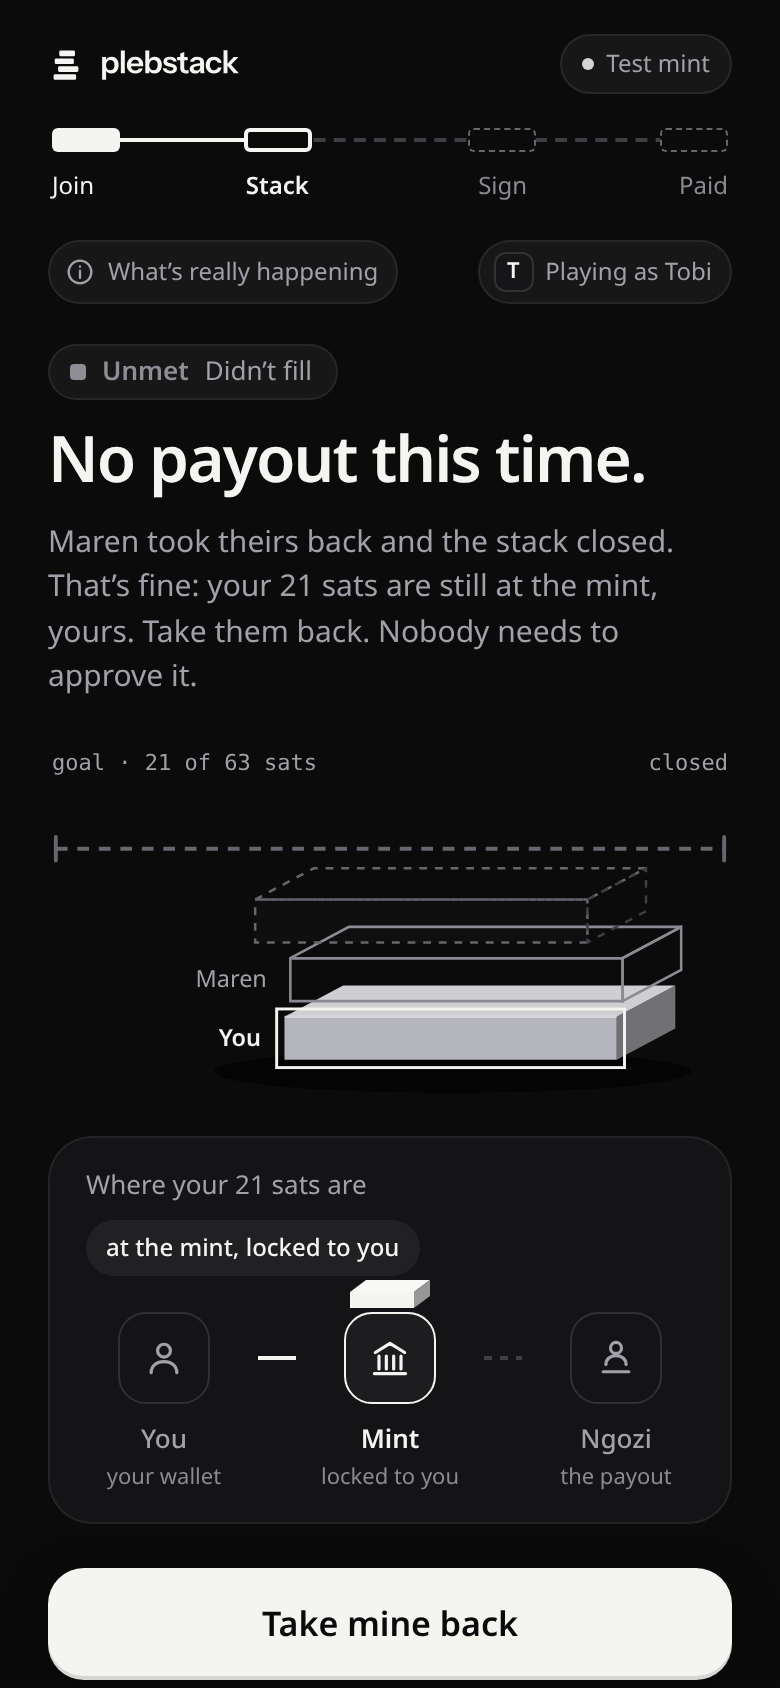 plebstack
Test mint
Join
Stack
Sign
Paid
What’s really happening
T
Playing as Tobi
Unmet Didn’t fill
No payout this time.
Maren took theirs back and the stack closed.
That’s fine: your 21 sats are still at the mint,
yours. Take them back. Nobody needs to
approve it.
goal · 21 of 63 sats
closed
Maren
You
Where your 21 sats are
at the mint, locked to you
You
Mint
Ngozi
your wallet
locked to you
the payout
Take mine back